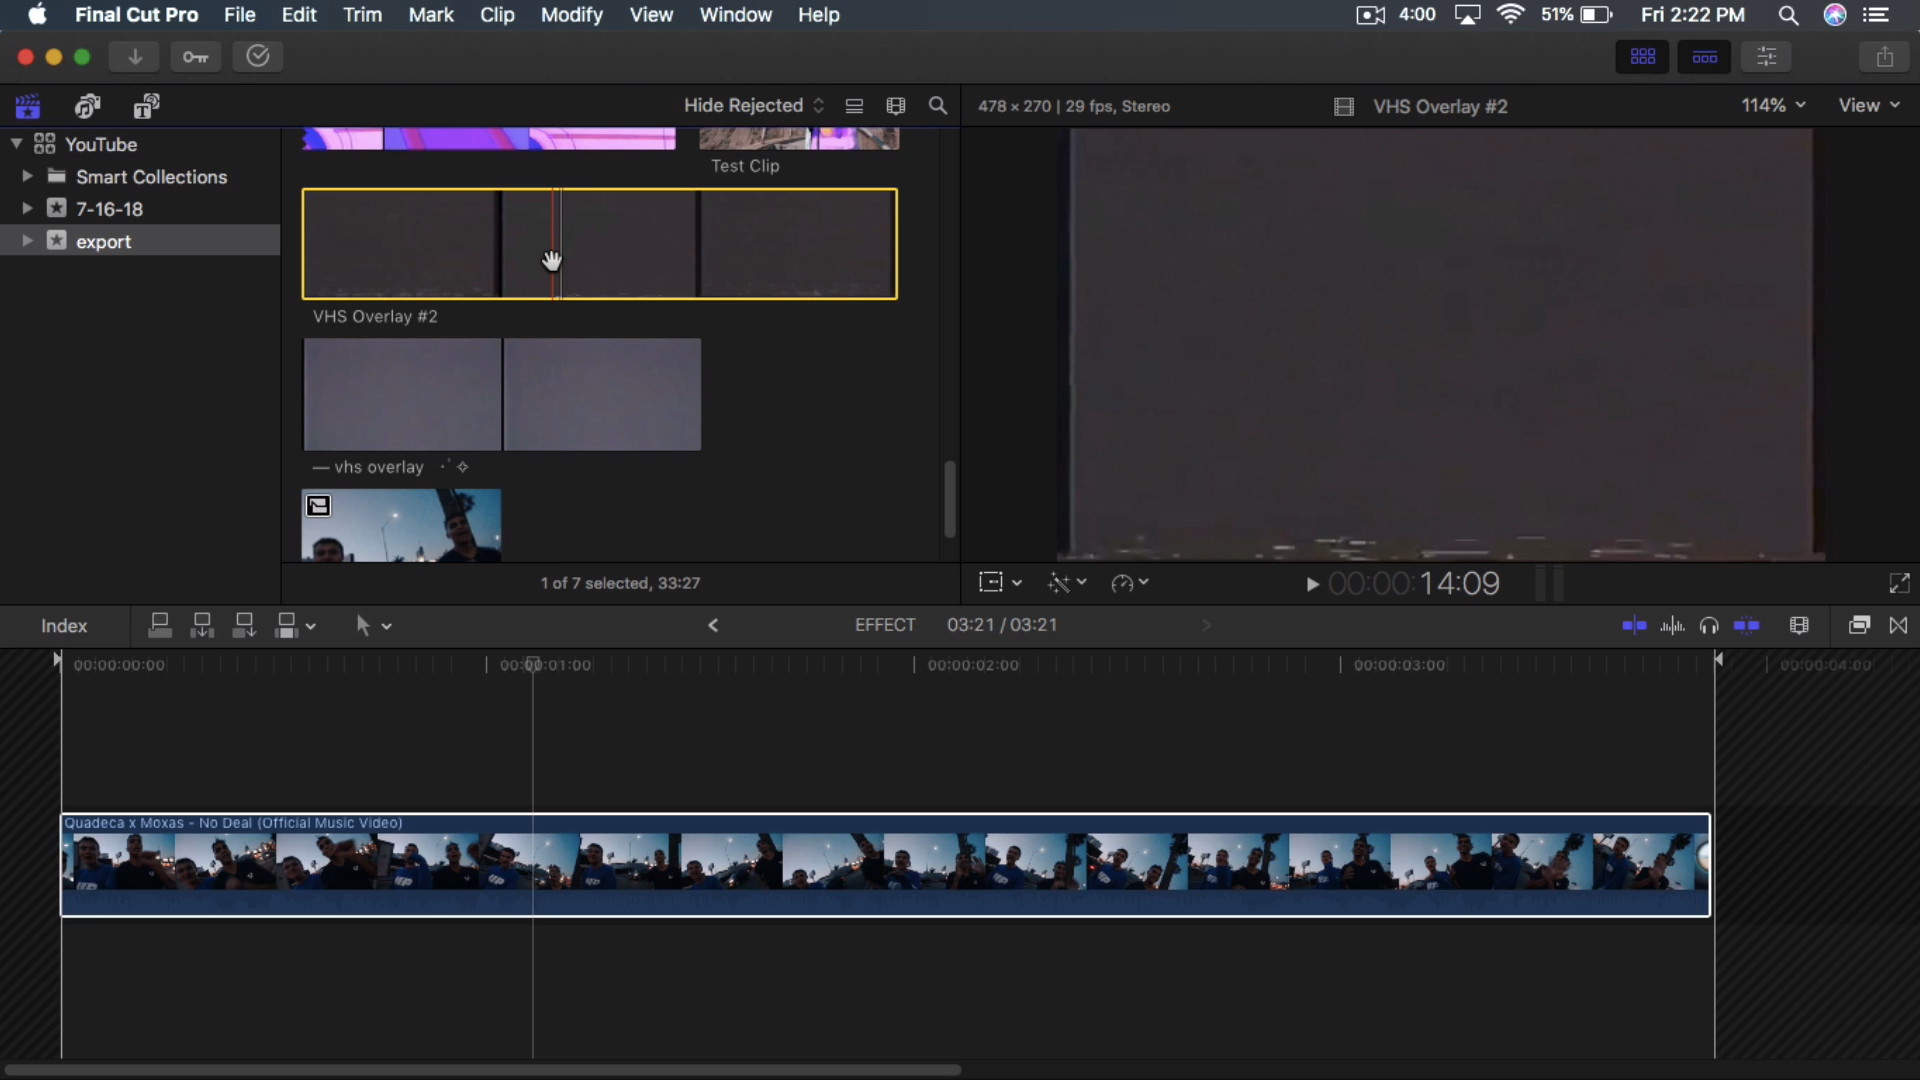 Final Cut Pro File Edit Trim Mark Clip Modify View Window Help 4:00 51% Fri 2:22 PM
Hide Rejected 478 × 270 | 29 fps, Stereo VHS Overlay #2 114% View
YouTube
Smart Collections
7-16-18
export
Test Clip
VHS Overlay #2
— vhs overlay
1 of 7 selected, 33:27
00:00:14:09
Index EFFECT 03:21 / 03:21
00:00:00:00 00:00:01:00 00:00:02:00 00:00:03:00 00:00:04:00
Quadeca x Moxas - No Deal (Official Music Video)